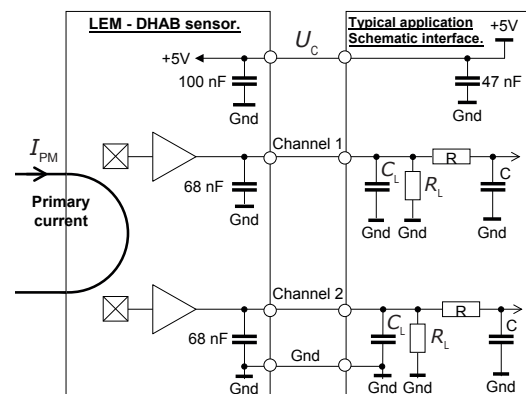 LEM - DHAB sensor.
Typical application
Schematic interface.
+5V
U_C
+5V
100 nF
47 nF
Gnd
Gnd
I_PM
Channel 1
R
68 nF
C_L
R_L
C
Primary
current
Gnd
Gnd
Gnd
Gnd
Channel 2
R
68 nF
C_L
R_L
C
Gnd
Gnd
Gnd
Gnd
Gnd